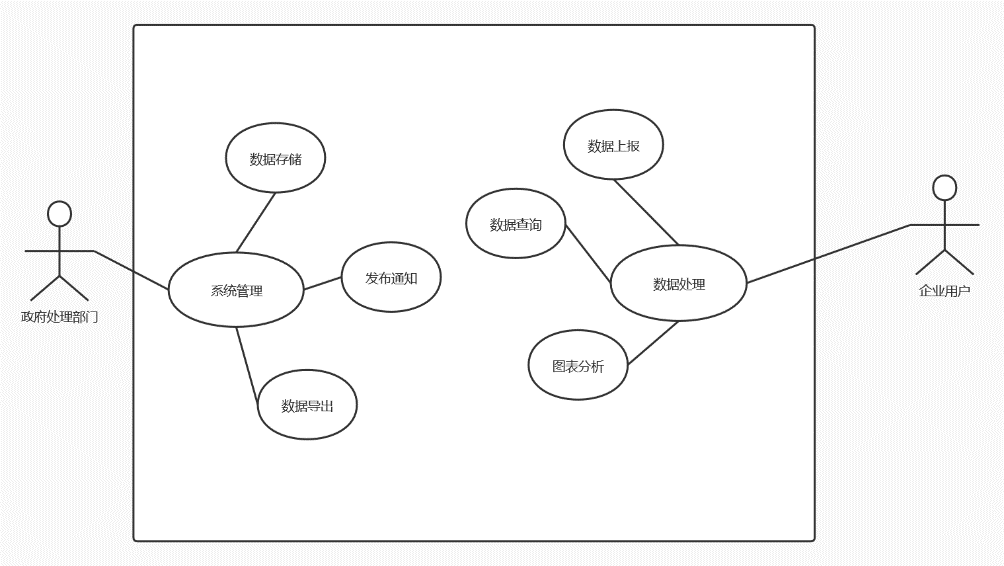 数据存储
数据上报
数据查询
政府处理部门
系统管理
发布通知
数据处理
企业用户
图表分析
数据导出